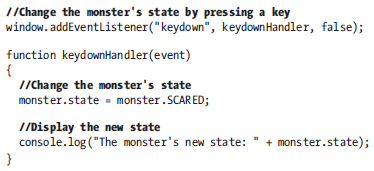 //Change the monster's state by pressing a key
window.addEventListener("keydown", keydownHandler, false);
function keydownHandler(event)
{
//Change the monster's state
monster.state = monster.SCARED;
//Display the new state
console.log("The monster's new state: " + monster.state);
}